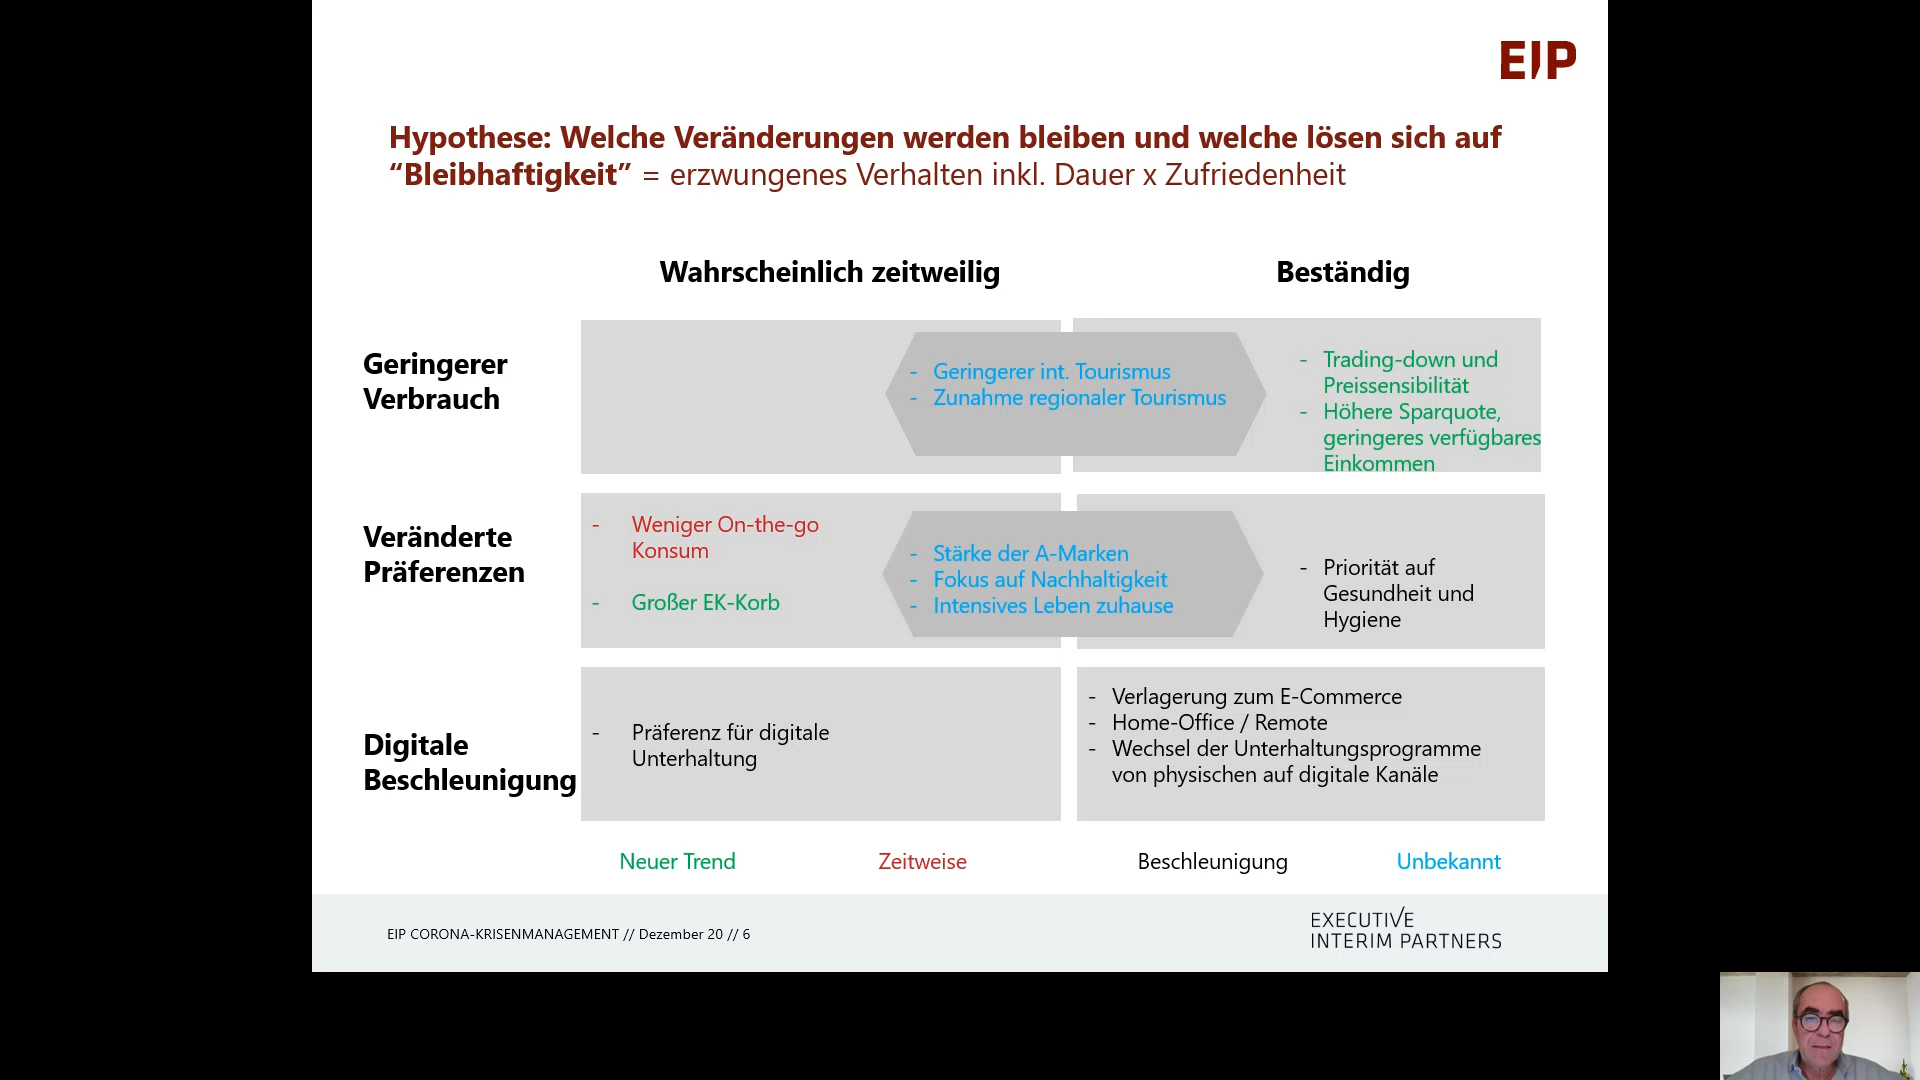 EIP
Hypothese: Welche Veränderungen werden bleiben und welche lösen sich auf
“Bleibhaftigkeit” = erzwungenes Verhalten inkl. Dauer x Zufriedenheit
Wahrscheinlich zeitweilig
Beständig
Geringerer
Verbrauch
- Geringerer int. Tourismus
- Zunahme regionaler Tourismus
- Trading-down und
Preissensibilität
- Höhere Sparquote,
geringeres verfügbares
Einkommen
Veränderte
Präferenzen
- Weniger On-the-go
Konsum
- Großer EK-Korb
- Stärke der A-Marken
- Fokus auf Nachhaltigkeit
- Intensives Leben zuhause
- Priorität auf
Gesundheit und
Hygiene
Digitale
Beschleunigung
- Präferenz für digitale
Unterhaltung
- Verlagerung zum E-Commerce
- Home-Office / Remote
- Wechsel der Unterhaltungsprogramme
von physischen auf digitale Kanäle
Neuer Trend
Zeitweise
Beschleunigung
Unbekannt
EIP CORONA-KRISENMANAGEMENT // Dezember 20 // 6
EXECUTIVE
INTERIM PARTNERS